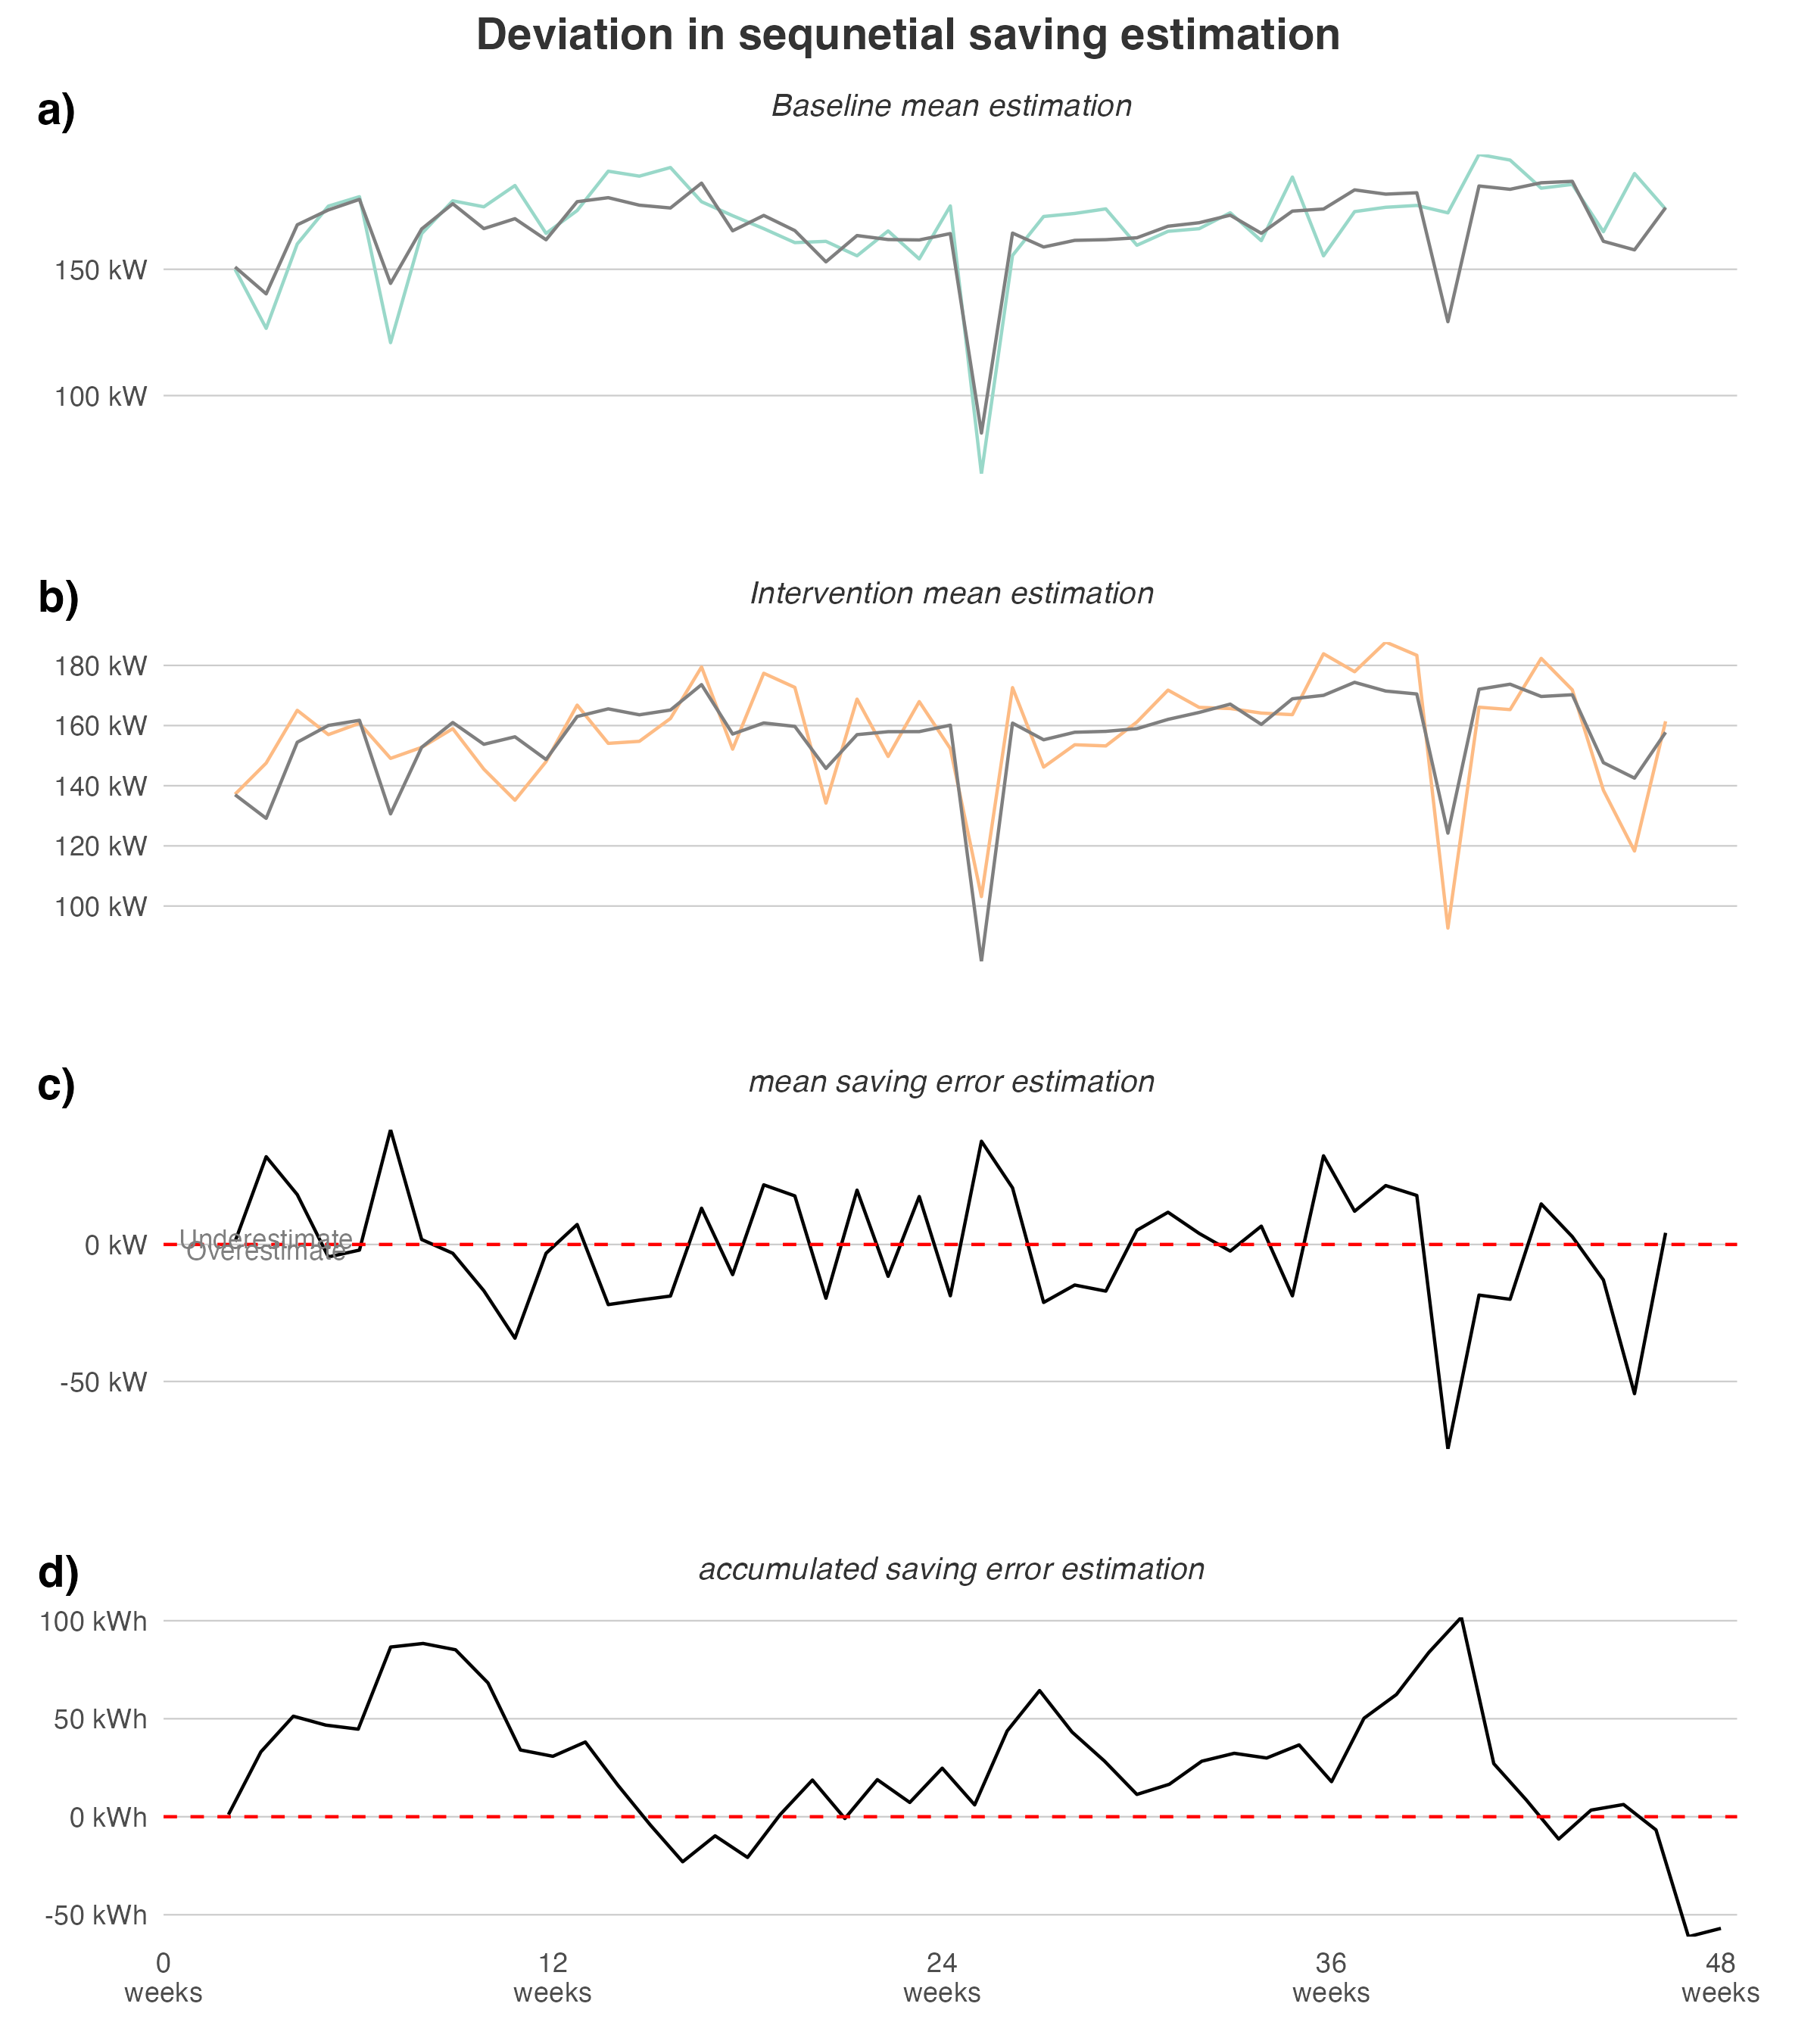 Deviation in sequnetial saving estimation
a)
Baseline mean estimation
150 kW
100 kW
b)
Intervention mean estimation
180 kW
160 kW
140 kW
120 kW
100 kW
c)
mean saving error estimation
Underestimate
0 kW
Overestimate
-50 kW
d)
accumulated saving error estimation
100 kWh
50 kWh
0 kWh
-50 kWh
0 12 24 36 48
weeks weeks weeks weeks weeks